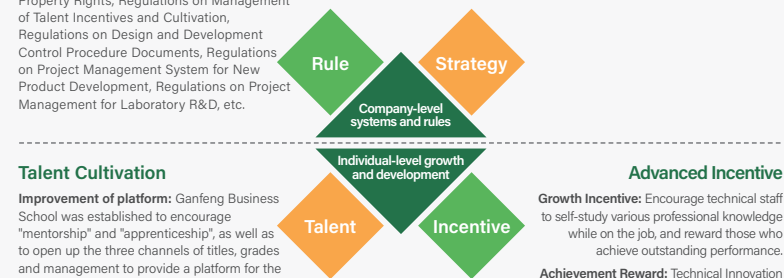 Property Rights, Regulations on Management
of Talent Incentives and Cultivation,
Regulations on Design and Development
Control Procedure Documents, Regulations
on Project Management System for New
Product Development, Regulations on Project
Management for Laboratory R&D, etc.
Rule
Strategy
Company-level
systems and rules
Individual-level growth
and development
Talent
Incentive
Talent Cultivation
Improvement of platform: Ganfeng Business
School was established to encourage
"mentorship" and "apprenticeship", as well as
to open up the three channels of titles, grades
and management to provide a platform for the
Advanced Incentive
Growth Incentive: Encourage technical staff
to self-study various professional knowledge
while on the job, and reward those who
achieve outstanding performance.
Achievement Reward: Technical Innovation